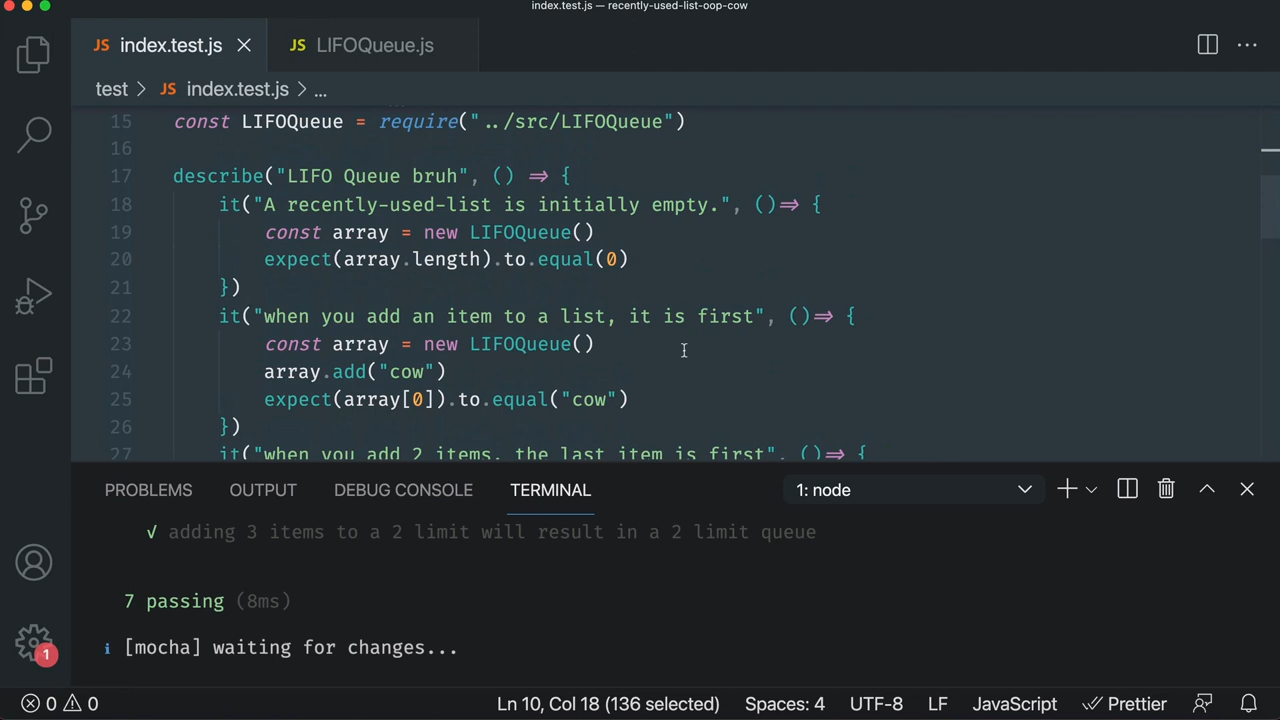 index.test.js — recently-used-list-oop-cow
JS index.test.js
JS LIFOQueue.js
test > JS index.test.js > ...
15 const LIFOQueue = require("../src/LIFOQueue")
16
17 describe("LIFO Queue bruh", () => {
18 it("A recently-used-list is initially empty.", ()=> {
19 const array = new LIFOQueue()
20 expect(array.length).to.equal(0)
21 })
22 it("when you add an item to a list, it is first", ()=> {
23 const array = new LIFOQueue()
24 array.add("cow")
25 expect(array[0]).to.equal("cow")
26 })
27 it("when you add 2 items, the last item is first", ()=> {
PROBLEMS OUTPUT DEBUG CONSOLE TERMINAL 1: node
√ adding 3 items to a 2 limit will result in a 2 limit queue
7 passing (8ms)
i [mocha] waiting for changes...
1
0 0 Ln 10, Col 18 (136 selected) Spaces: 4 UTF-8 LF JavaScript Prettier